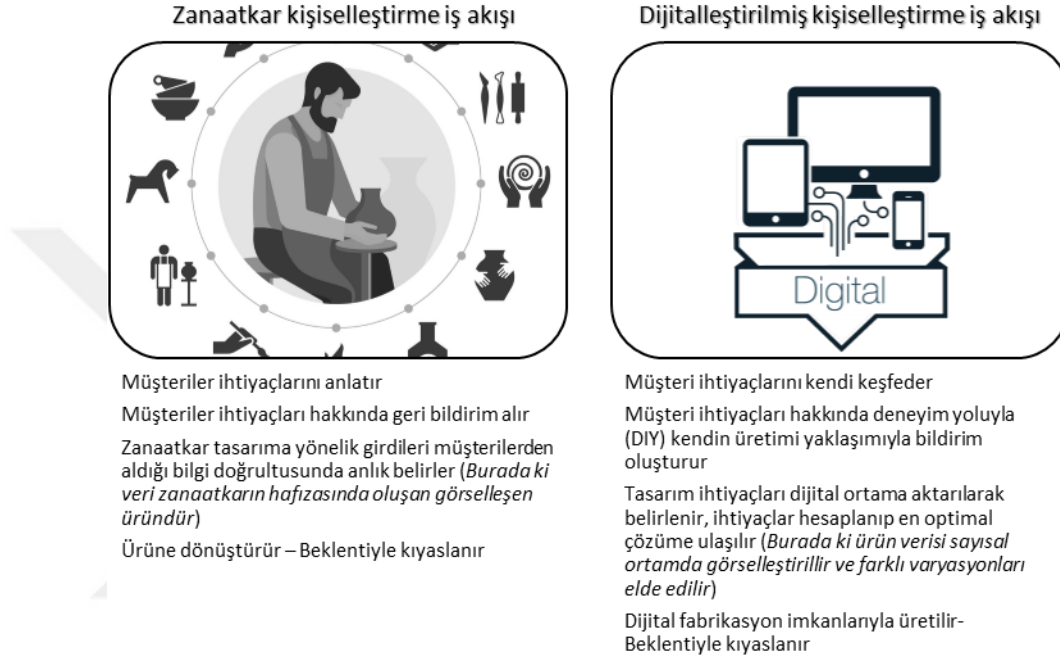 Zanaatkar kişiselleştirme iş akışı
Müşteriler ihtiyaçlarını anlatır
Müşteriler ihtiyaçları hakkında geri bildirim alır
Zanaatkar tasarıma yönelik girdileri müşterilerden
aldığı bilgi doğrultusunda anlık belirler (Burada ki
veri zanaatkarın hafızasında oluşan görselleşen
üründür)
Ürüne dönüştürür – Beklentiyle kıyaslanır
Dijitalleştirilmiş kişiselleştirme iş akışı
Digital
Müşteri ihtiyaçlarını kendi keşfeder
Müşteri ihtiyaçları hakkında deneyim yoluyla
(DIY) kendin üretimi yaklaşımıyla bildirim
oluşturur
Tasarım ihtiyaçları dijital ortama aktarılarak
belirlenir, ihtiyaçlar hesaplanıp en optimal
çözüme ulaşılır (Burada ki ürün verisi sayısal
ortamda görselleştirillir ve farklı varyasyonları
elde edilir)
Dijital fabrikasyon imkanlarıyla üretilir-
Beklentiyle kıyaslanır